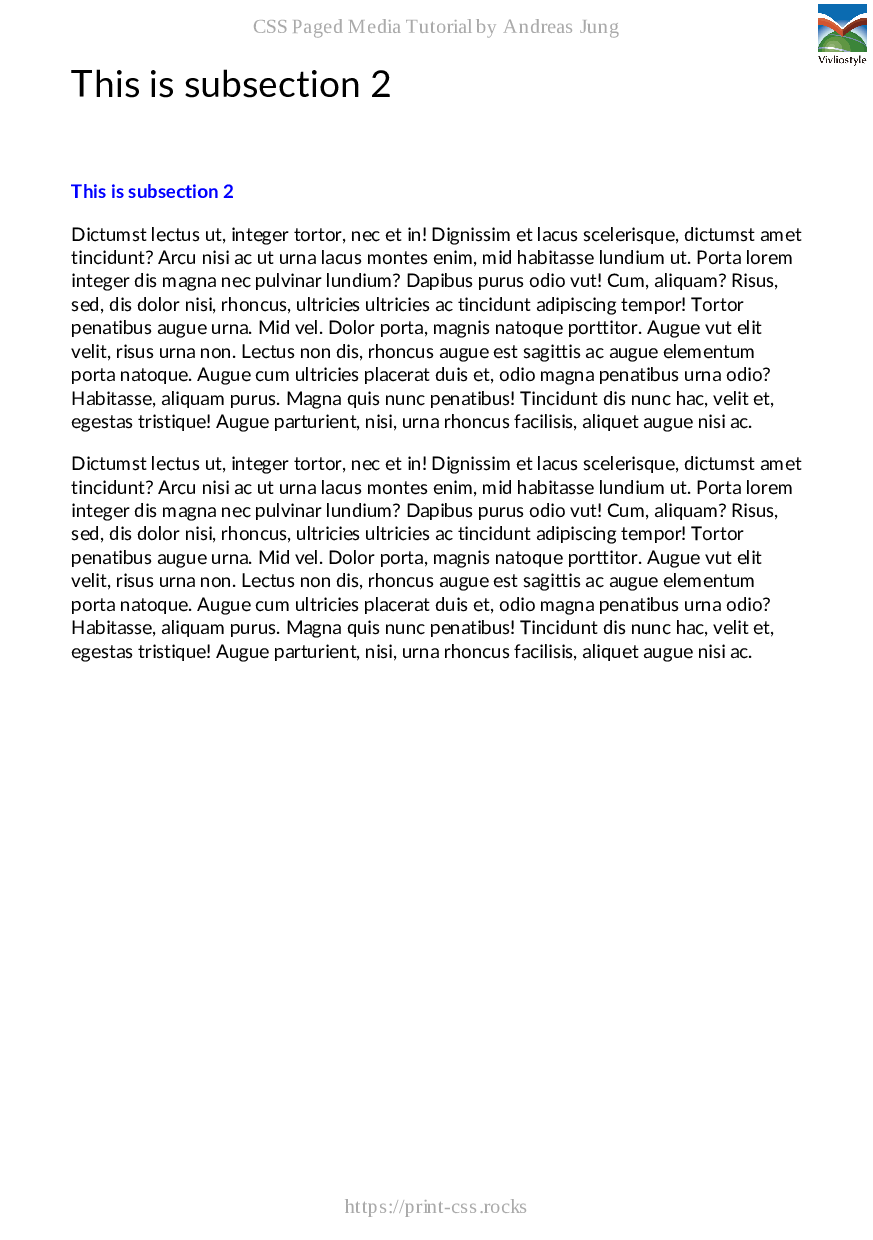 CSS Paged Media Tutorial by Andreas Jung
Vivliostyle
This is subsection 2
This is subsection 2
Dictumst lectus ut, integer tortor, nec et in! Dignissim et lacus scelerisque, dictumst amet
tincidunt? Arcu nisi ac ut urna lacus montes enim, mid habitasse lundium ut. Porta lorem
integer dis magna nec pulvinar lundium? Dapibus purus odio vut! Cum, aliquam? Risus,
sed, dis dolor nisi, rhoncus, ultricies ultricies ac tincidunt adipiscing tempor! Tortor
penatibus augue urna. Mid vel. Dolor porta, magnis natoque porttitor. Augue vut elit
velit, risus urna non. Lectus non dis, rhoncus augue est sagittis ac augue elementum
porta natoque. Augue cum ultricies placerat duis et, odio magna penatibus urna odio?
Habitasse, aliquam purus. Magna quis nunc penatibus! Tincidunt dis nunc hac, velit et,
egestas tristique! Augue parturient, nisi, urna rhoncus facilisis, aliquet augue nisi ac.
Dictumst lectus ut, integer tortor, nec et in! Dignissim et lacus scelerisque, dictumst amet
tincidunt? Arcu nisi ac ut urna lacus montes enim, mid habitasse lundium ut. Porta lorem
integer dis magna nec pulvinar lundium? Dapibus purus odio vut! Cum, aliquam? Risus,
sed, dis dolor nisi, rhoncus, ultricies ultricies ac tincidunt adipiscing tempor! Tortor
penatibus augue urna. Mid vel. Dolor porta, magnis natoque porttitor. Augue vut elit
velit, risus urna non. Lectus non dis, rhoncus augue est sagittis ac augue elementum
porta natoque. Augue cum ultricies placerat duis et, odio magna penatibus urna odio?
Habitasse, aliquam purus. Magna quis nunc penatibus! Tincidunt dis nunc hac, velit et,
egestas tristique! Augue parturient, nisi, urna rhoncus facilisis, aliquet augue nisi ac.
https://print-css.rocks